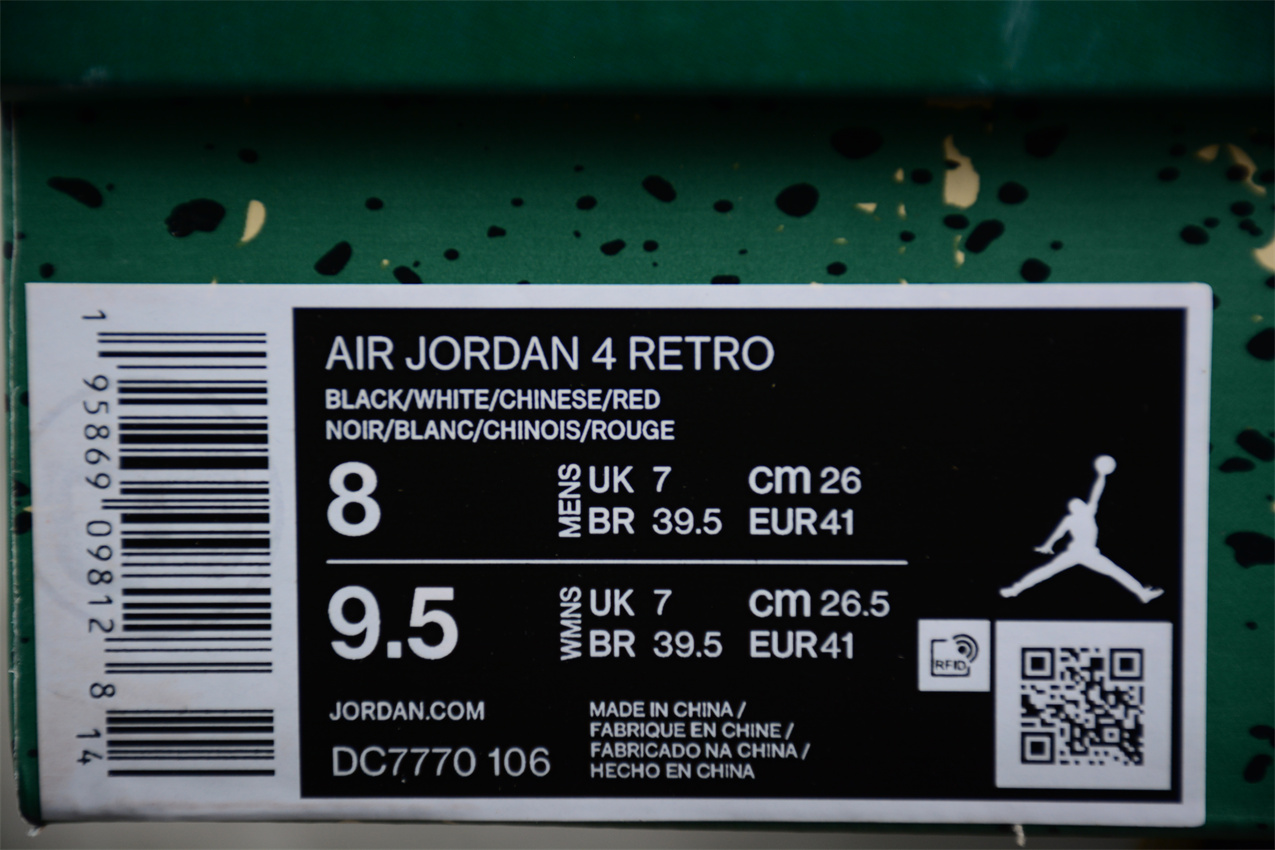 1 95869 09812 8 14
AIR JORDAN 4 RETRO
BLACK/WHITE/CHINESE/RED
NOIR/BLANC/CHINOIS/ROUGE
8 MENS UK 7 cm 26
BR 39.5 EUR 41
9.5 WMNS UK 7 cm 26.5
BR 39.5 EUR 41
RFID
JORDAN.COM
DC7770 106
MADE IN CHINA /
FABRIQUE EN CHINE /
FABRICADO NA CHINA /
HECHO EN CHINA